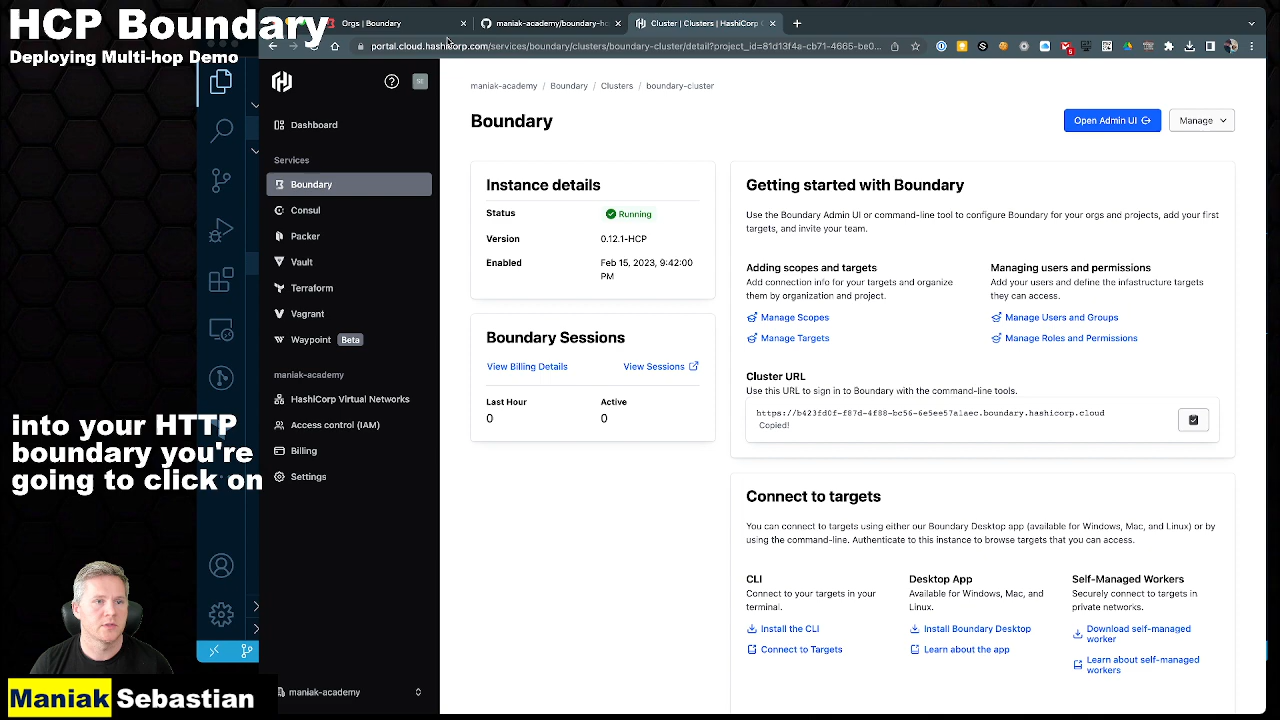 HCP Boundary
Deploying Multi-hop Demo
into your HTTP
boundary you're
going to click on
Maniak Sebastian
Orgs | Boundary
maniak-academy/boundary-hc
Cluster | Clusters | HashiCorp C
portal.cloud.hashicorp.com/services/boundary/clusters/boundary-cluster/detail?project_id=81d13f4a-cb71-4665-be0...
SE
Dashboard
Services
Boundary
Consul
Packer
Vault
Terraform
Vagrant
Waypoint Beta
maniak-academy
HashiCorp Virtual Networks
Access control (IAM)
Billing
Settings
maniak-academy
maniak-academy / Boundary / Clusters / boundary-cluster
Boundary
Open Admin UI
Manage
Instance details
Status Running
Version 0.12.1-HCP
Enabled Feb 15, 2023, 9:42:00
PM
Boundary Sessions
View Billing Details View Sessions
Last Hour Active
0 0
Getting started with Boundary
Use the Boundary Admin UI or command-line tool to configure Boundary for your orgs and projects, add your first
targets, and invite your team.
Adding scopes and targets
Add connection info for your targets and organize
them by organization and project.
Manage Scopes
Manage Targets
Managing users and permissions
Add your users and define the infastructure targets
they can access.
Manage Users and Groups
Manage Roles and Permissions
Cluster URL
Use this URL to sign in to Boundary with the command-line tools.
https://b423fd0f-f87d-4f88-bc56-6e5ee57a1aec.boundary.hashicorp.cloud
Copied!
Connect to targets
You can connect to targets using either our Boundary Desktop app (available for Windows, Mac, and Linux) or by
using the command-line. Authenticate to this instance to browse targets that you can access.
CLI
Connect to your targets in your
terminal.
Install the CLI
Connect to Targets
Desktop App
Available for Windows, Mac, and
Linux.
Install Boundary Desktop
Learn about the app
Self-Managed Workers
Securely connect to targets in
private networks.
Download self-managed
worker
Learn about self-managed
workers